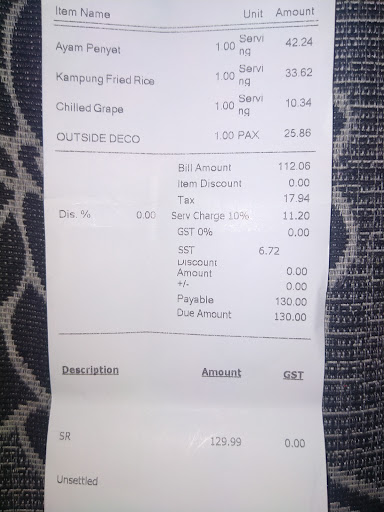 Item Name Unit Amount
Ayam Penyet 1.00 Servi ng 42.24
Kampung Fried Rice 1.00 Servi ng 33.62
Chilled Grape 1.00 Servi ng 10.34
OUTSIDE DECO 1.00 PAX 25.86
Bill Amount 112.06
Item Discount 0.00
Tax 17.94
Dis. % 0.00 Serv Charge 10% 11.20
GST 0% 0.00
SST 6.72
Discount
Amount 0.00
+/- 0.00
Payable 130.00
Due Amount 130.00
Description Amount GST
SR 129.99 0.00
Unsettled